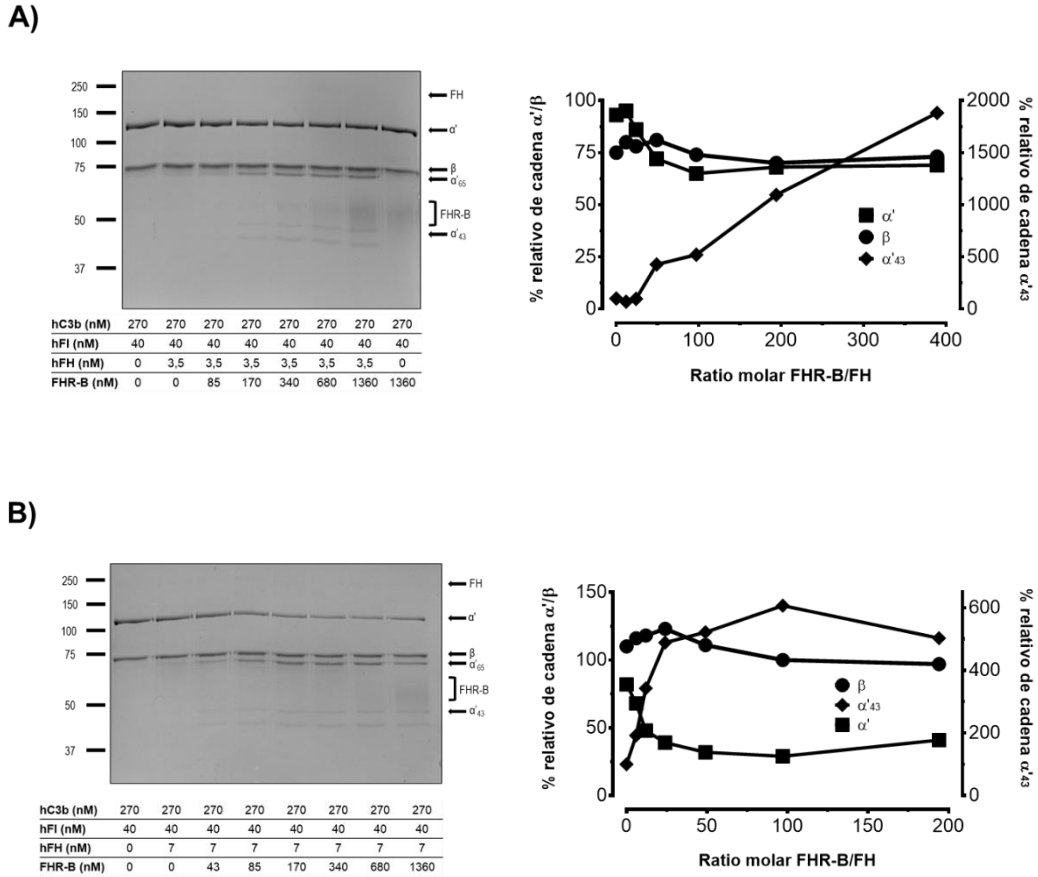 A)
250
150
100
75
50
37
FH
α'
β
α'65
FHR-B
α'43
hC3b (nM) 270 270 270 270 270 270 270 270
hFI (nM) 40 40 40 40 40 40 40 40
hFH (nM) 0 3,5 3,5 3,5 3,5 3,5 3,5 0
FHR-B (nM) 0 0 85 170 340 680 1360 1360
% relativo de cadena α'/β
100
75
50
25
0
2000
1500
1000
500
0
% relativo de cadena α'43
α'
β
α'43
0 100 200 300 400
Ratio molar FHR-B/FH
B)
250
150
100
75
50
37
FH
α'
β
α'65
FHR-B
α'43
hC3b (nM) 270 270 270 270 270 270 270 270
hFI (nM) 40 40 40 40 40 40 40 40
hFH (nM) 0 7 7 7 7 7 7 7
FHR-B (nM) 0 0 43 85 170 340 680 1360
% relativo de cadena α'/β
150
100
50
0
600
400
200
0
% relativo de cadena α'43
β
α'43
α'
0 50 100 150 200
Ratio molar FHR-B/FH